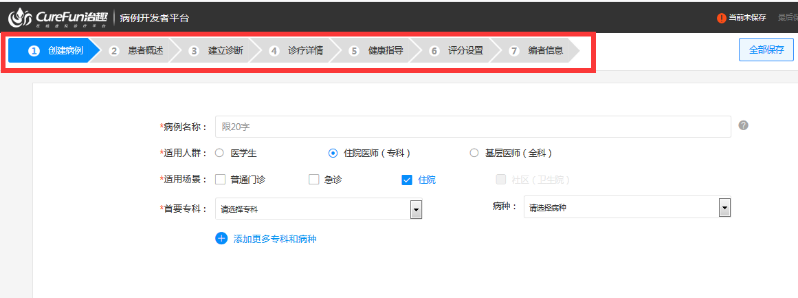 CureFun治趣 病例开发者平台 当前未保存
1 创建病例 2 患者概述 3 建立诊断 4 诊疗详情 5 健康指导 6 评分设置 7 编者信息 全部保存
*病例名称： 限20字
*适用人群： 医学生 住院医师（专科） 基层医师（全科）
*适用场景： 普通门诊 急诊 住院 社区（卫生院）
*首要专科： 请选择专科 病种： 请选择病种
添加更多专科和病种